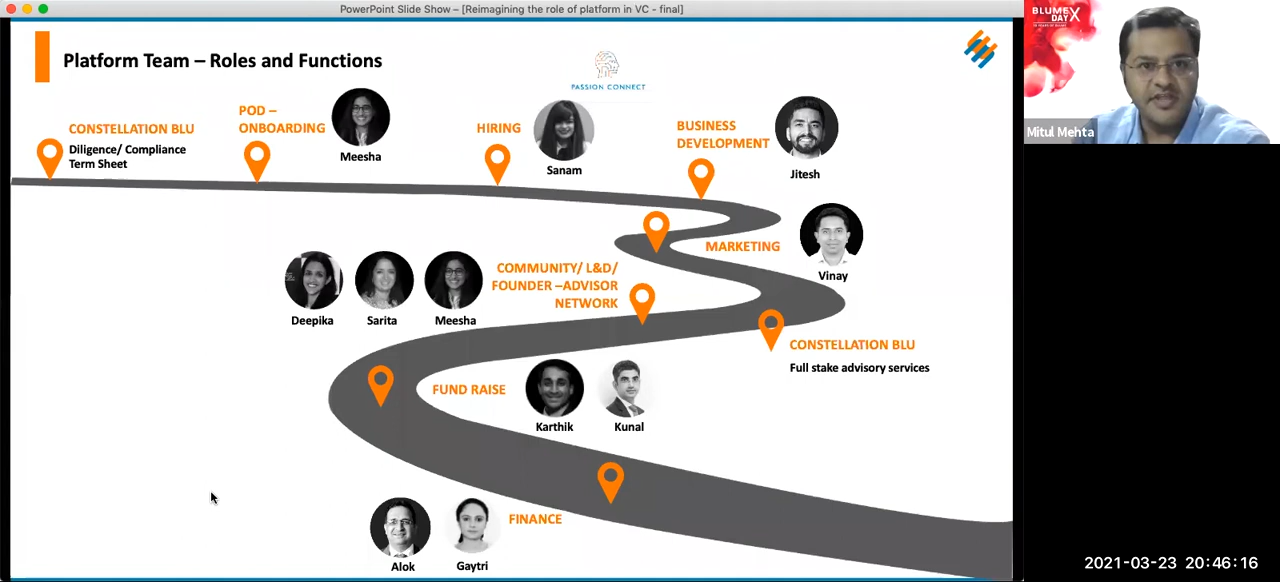 PowerPoint Slide Show – [Reimagining the role of platform in VC - final]
Platform Team – Roles and Functions
PASSION CONNECT
CONSTELLATION BLU
Diligence/ Compliance
Term Sheet
POD –
ONBOARDING
Meesha
HIRING
Sanam
BUSINESS
DEVELOPMENT
Jitesh
MARKETING
Vinay
Deepika
Sarita
Meesha
COMMUNITY/ L&D/
FOUNDER –ADVISOR
NETWORK
CONSTELLATION BLU
Full stake advisory services
FUND RAISE
Karthik
Kunal
Alok
Gaytri
FINANCE
BLUME
DAY X
Mitul Mehta
2021-03-23 20:46:16